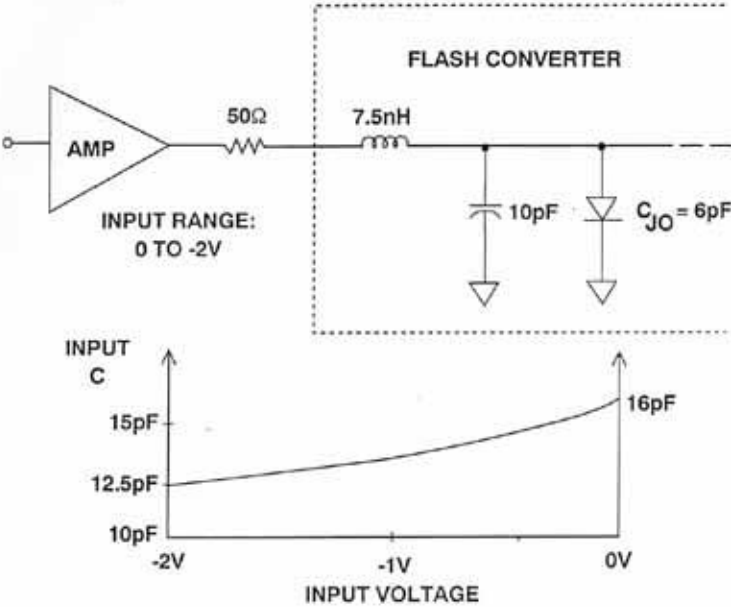 FLASH CONVERTER
50Ω
7.5nH
AMP
INPUT RANGE:
0 TO -2V
10pF
CJO = 6pF
INPUT
C
15pF
12.5pF
10pF
16pF
-2V
-1V
0V
INPUT VOLTAGE